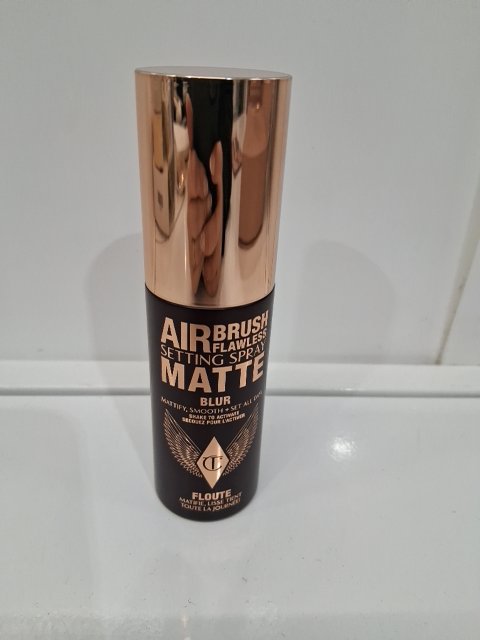 AIRBRUSH
FLAWLESS
SETTING SPRAY
MATTE
BLUR
MATTIFY, SMOOTH + SET ALL DAY
SHAKE TO ACTIVATE
SECOUEZ POUR L'ACTIVER
CT
FLOUTE
MATIFIE, LISSE TEINT
TOUTE LA JOURNÉE!